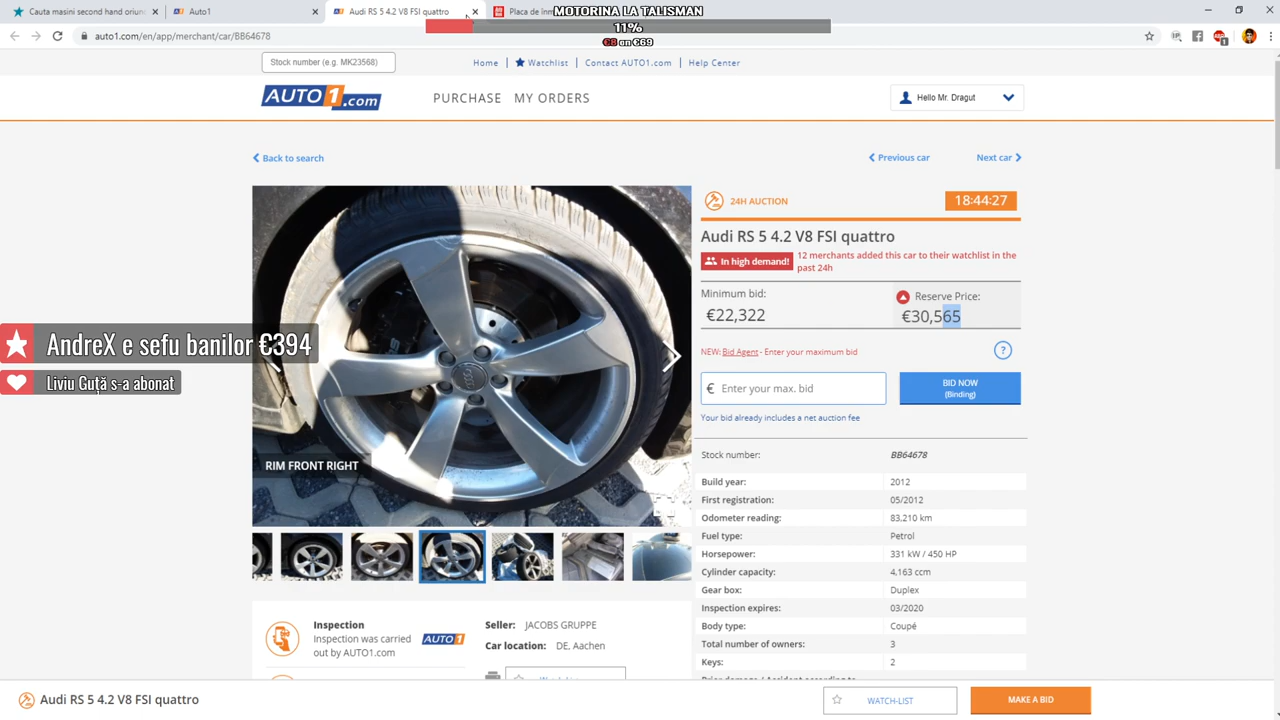 Cauta masini second hand oriun
Auto1
Audi RS 5 4.2 V8 FSI quattro
Placa de înm
MOTORINA LA TALISMAN
11%
€8 an €69
auto1.com/en/app/merchant/car/BB64678
Stock number (e.g. MK23568)
Home
Watchlist
Contact AUTO1.com
Help Center
AUTO1.com
PURCHASE
MY ORDERS
Hello Mr. Dragut
Back to search
Previous car
Next car
24H AUCTION
18:44:27
Audi RS 5 4.2 V8 FSI quattro
In high demand!
12 merchants added this car to their watchlist in the
past 24h
Minimum bid:
€22,322
Reserve Price:
€30,565
AndreX e sefu banilor €394
Liviu Guță s-a abonat
NEW: Bid Agent - Enter your maximum bid
?
€ Enter your max. bid
BID NOW
(Binding)
Your bid already includes a net auction fee
RIM FRONT RIGHT
Stock number: BB64678
Build year: 2012
First registration: 05/2012
Odometer reading: 83,210 km
Fuel type: Petrol
Horsepower: 331 kW / 450 HP
Cylinder capacity: 4,163 ccm
Gear box: Duplex
Inspection expires: 03/2020
Body type: Coupé
Total number of owners: 3
Keys: 2
Inspection
Inspection was carried
out by AUTO1.com
AUTO1
Seller: JACOBS GRUPPE
Car location: DE, Aachen
Prior damage / Accident according to
Audi RS 5 4.2 V8 FSI quattro
WATCH-LIST
MAKE A BID